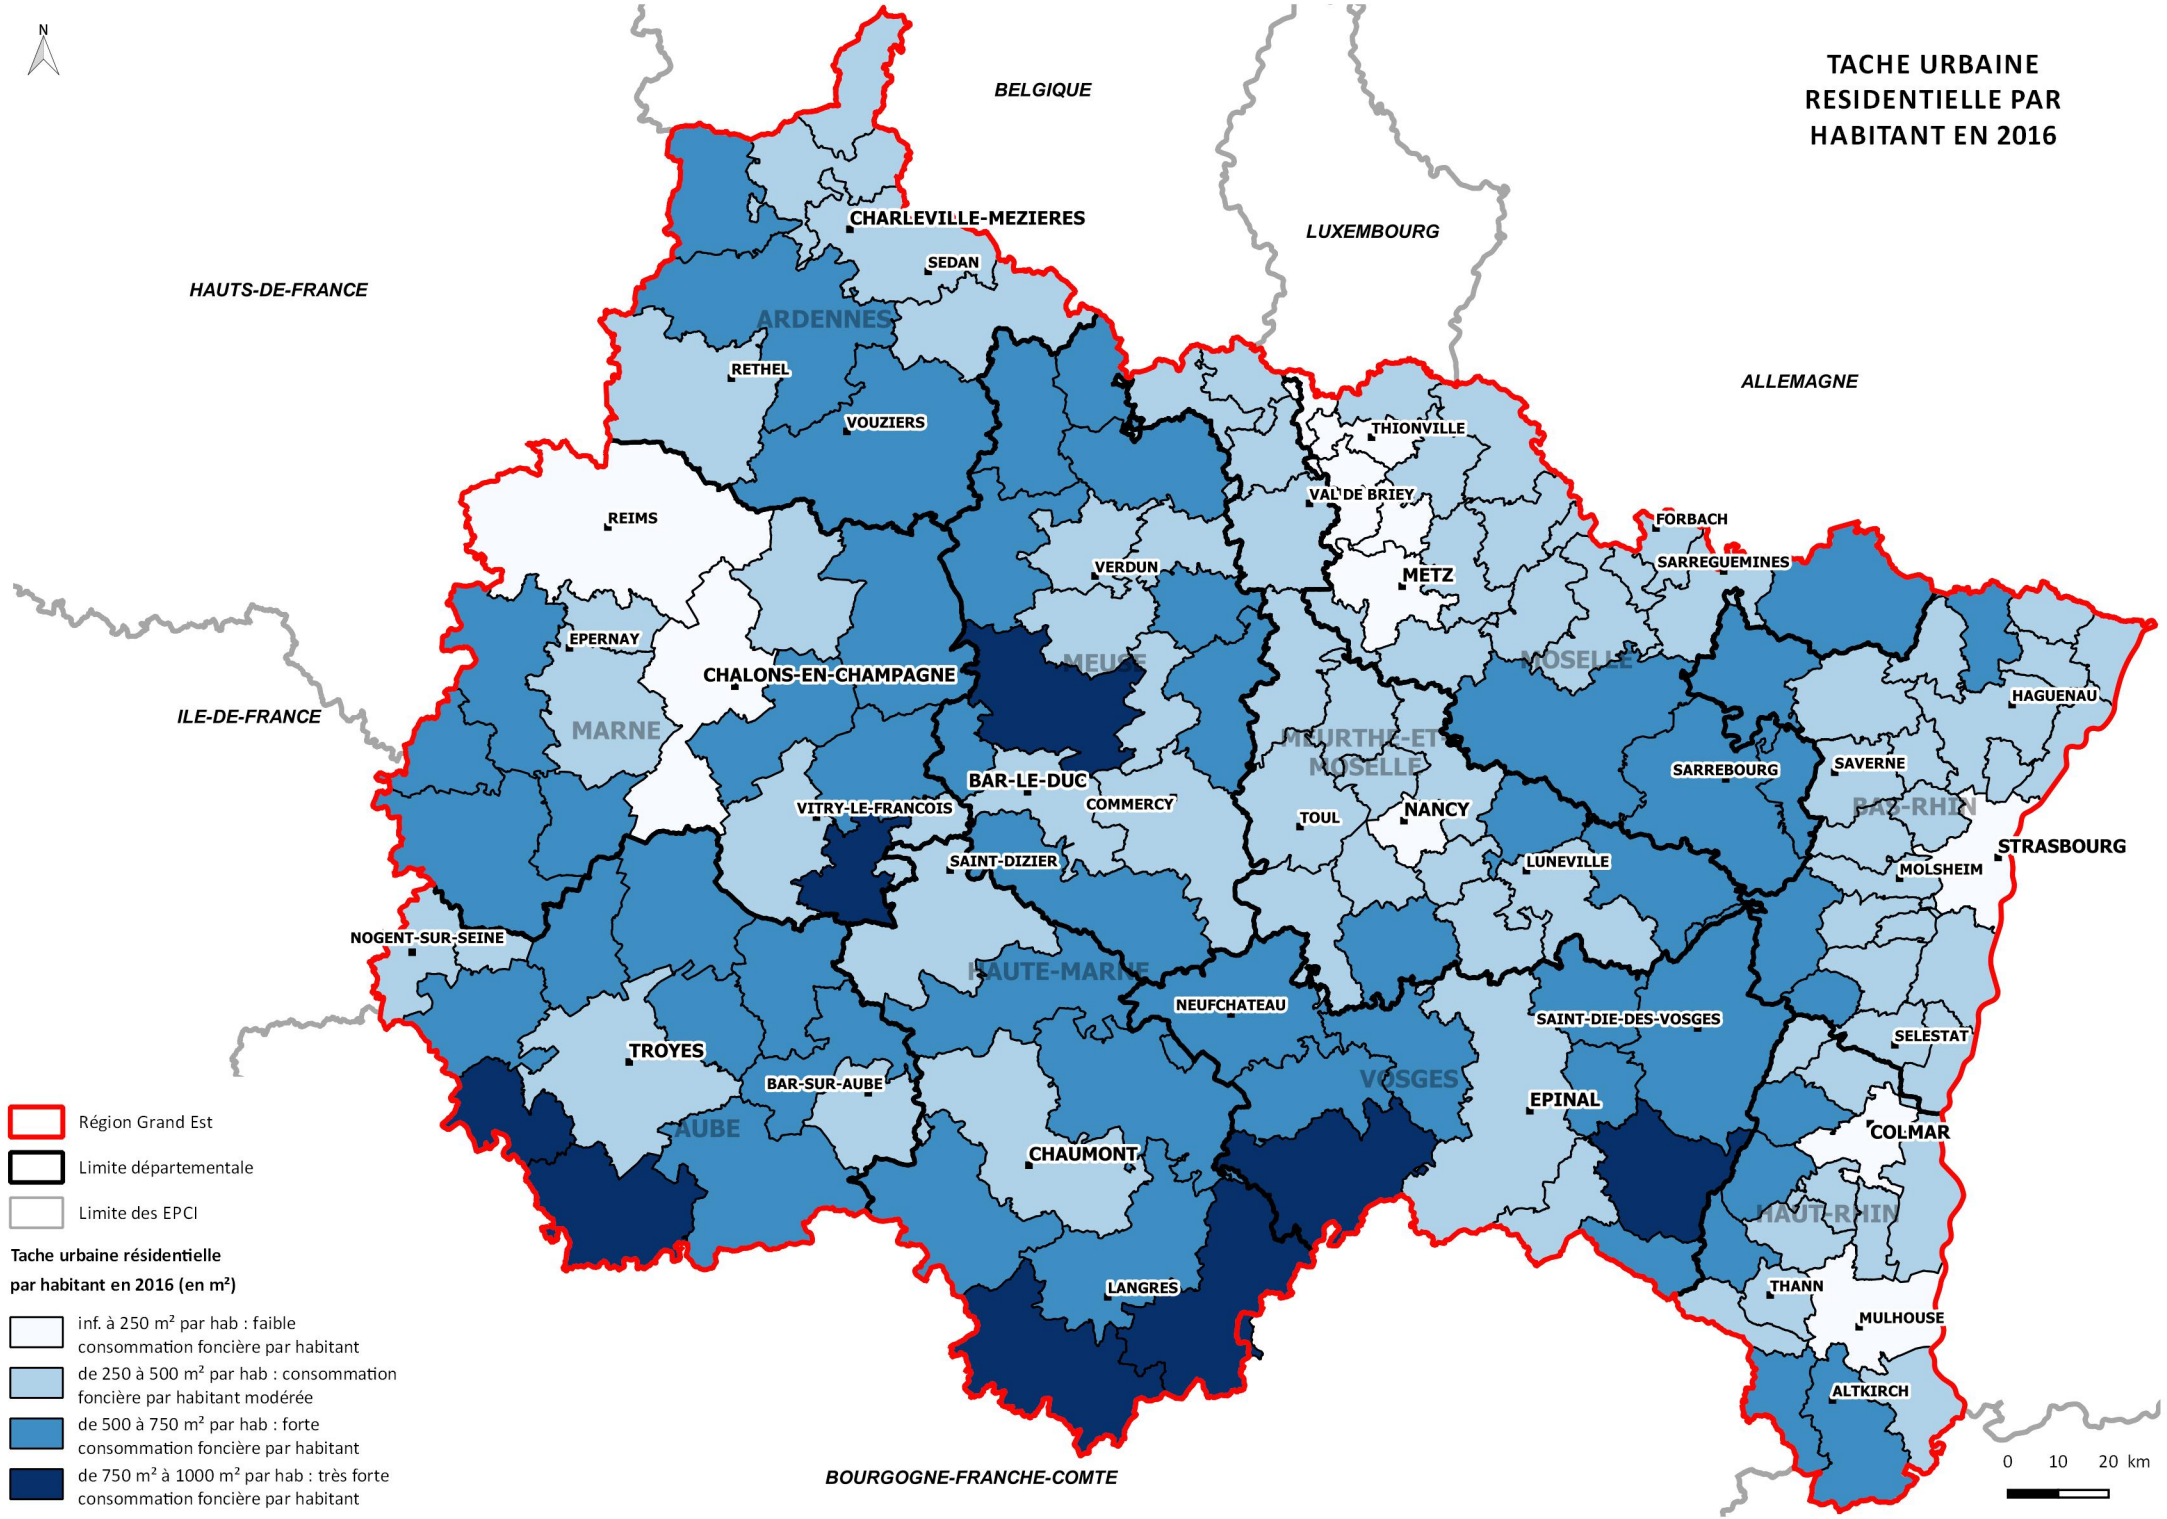 N
TACHE URBAINE
RESIDENTIELLE PAR
HABITANT EN 2016
BELGIQUE
LUXEMBOURG
ALLEMAGNE
HAUTS-DE-FRANCE
ILE-DE-FRANCE
BOURGOGNE-FRANCHE-COMTE
CHARLEVILLE-MEZIERES
SEDAN
ARDENNES
RETHEL
VOUZIERS
THIONVILLE
VAL DE BRIEY
REIMS
FORBACH
SARREGUEMINES
VERDUN
METZ
EPERNAY
MEUSE
MOSELLE
CHALONS-EN-CHAMPAGNE
HAGUENAU
MARNE
MEURTHE-ET-
MOSELLE
SARREBOURG
SAVERNE
BAR-LE-DUC
COMMERCY
VITRY-LE-FRANCOIS
TOUL
NANCY
BAS-RHIN
STRASBOURG
SAINT-DIZIER
LUNEVILLE
MOLSHEIM
NOGENT-SUR-SEINE
HAUTE-MARNE
NEUFCHATEAU
SAINT-DIE-DES-VOSGES
SELESTAT
TROYES
BAR-SUR-AUBE
VOSGES
EPINAL
AUBE
COLMAR
CHAUMONT
HAUT-RHIN
LANGRES
THANN
MULHOUSE
ALTKIRCH
Région Grand Est
Limite départementale
Limite des EPCI
Tache urbaine résidentielle
par habitant en 2016 (en m²)
inf. à 250 m² par hab : faible
consommation foncière par habitant
de 250 à 500 m² par hab : consommation
foncière par habitant modérée
de 500 à 750 m² par hab : forte
consommation foncière par habitant
de 750 m² à 1000 m² par hab : très forte
consommation foncière par habitant
0 10 20 km